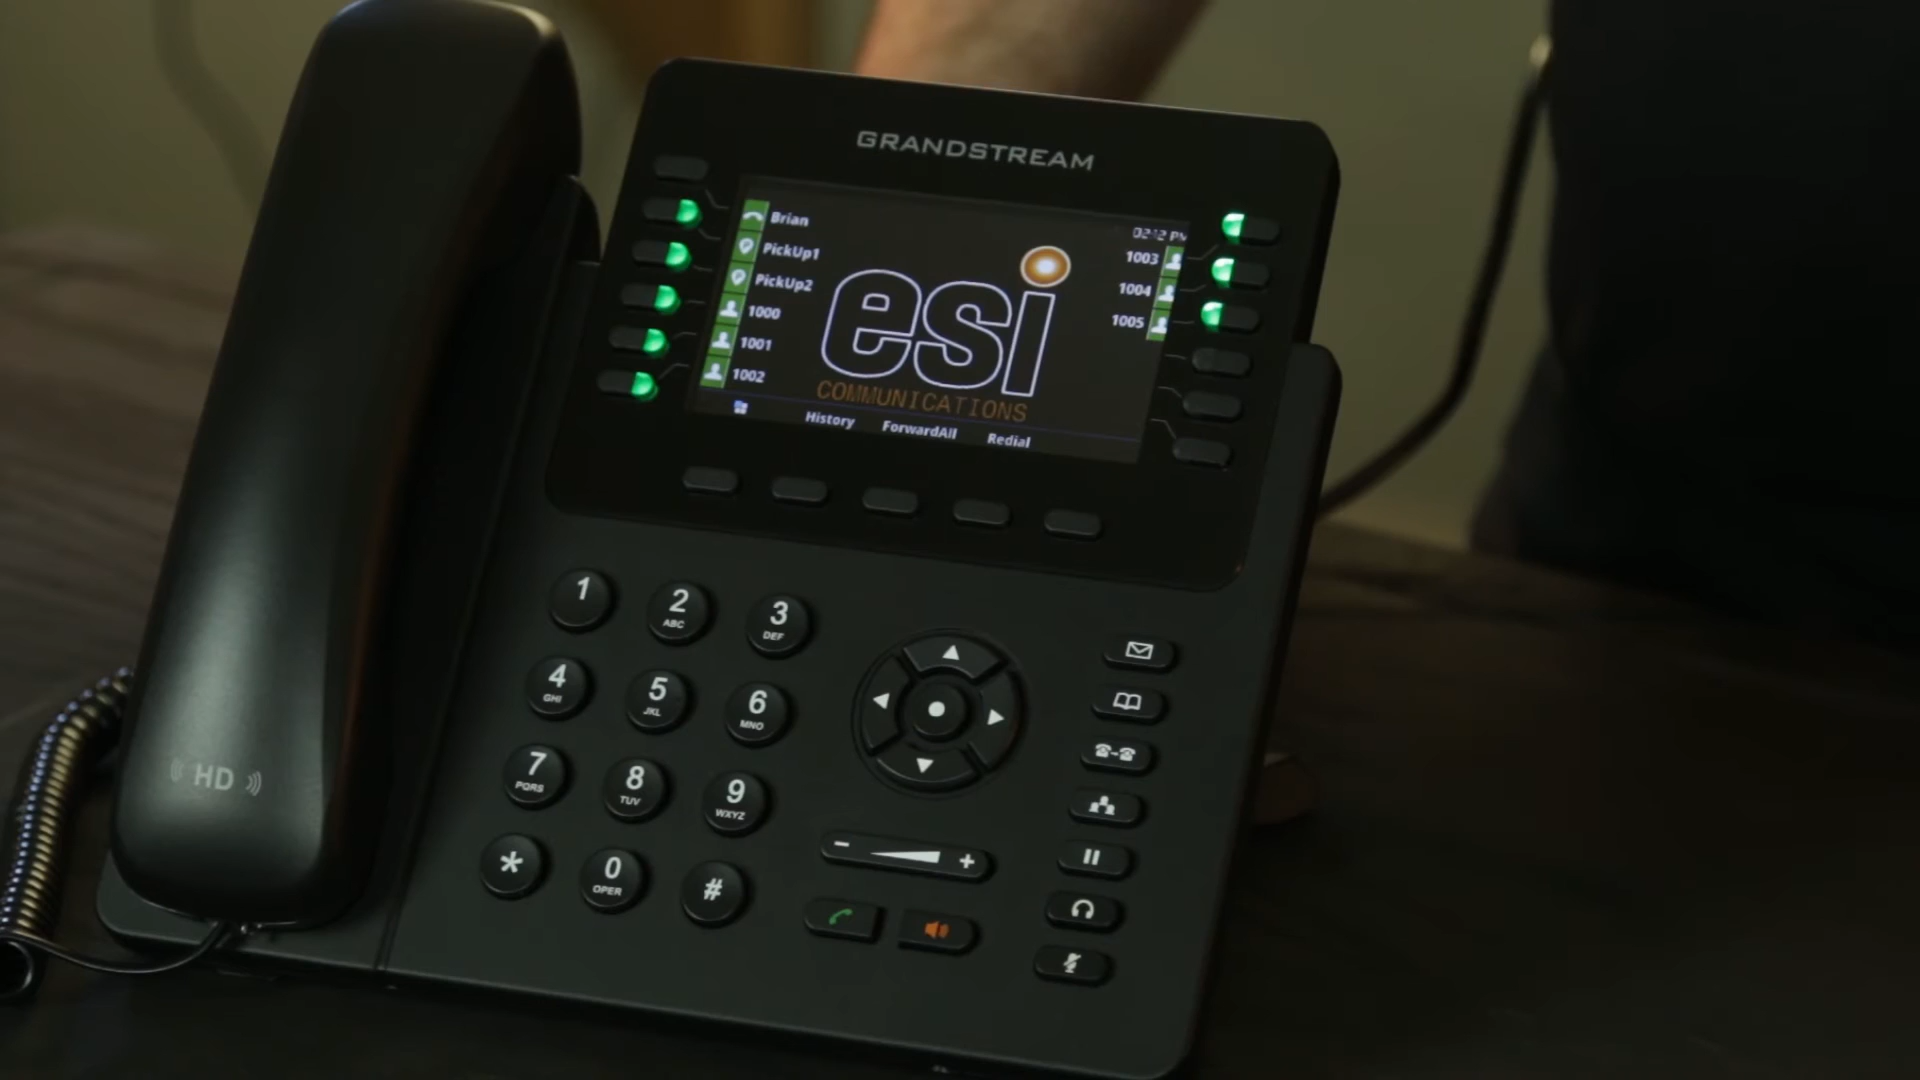 GRANDSTREAM
Brian
PickUp1
PickUp2
1000
1001
1002
02:12 PM
1003
1004
1005
esi
COMMUNICATIONS
History
ForwardAll
Redial
1
2
ABC
3
DEF
4
GHI
5
JKL
6
MNO
7
PQRS
8
TUV
9
WXYZ
*
0
OPER
#
- +
HD